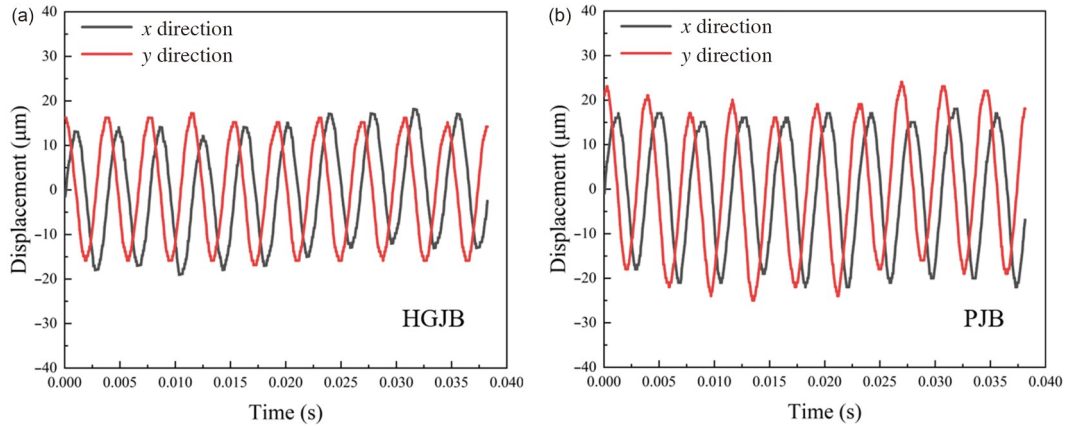 (a)
x direction
y direction
40
30
20
10
0
−10
−20
−30
−40
Displacement (μm)
HGJB
0.000 0.005 0.010 0.015 0.020 0.025 0.030 0.035 0.040
Time (s)
(b)
x direction
y direction
40
30
20
10
0
−10
−20
−30
−40
Displacement (μm)
PJB
0.000 0.005 0.010 0.015 0.020 0.025 0.030 0.035 0.040
Time (s)